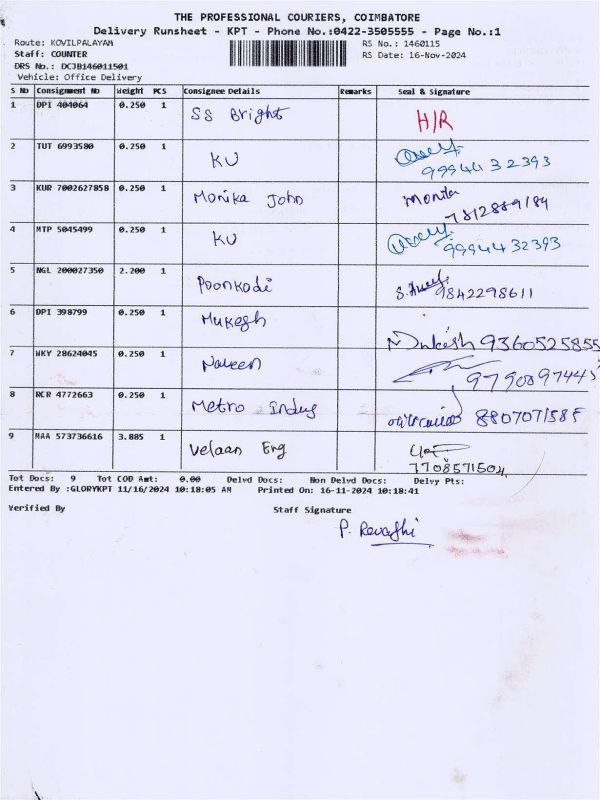 THE PROFESSIONAL COURIERS, COIMBATORE
Delivery Runsheet - KPT - Phone No.:0422-3505555 - Page No.:1
Route: KOVILPALAYAM RS No.: 1460115
Staff: COUNTER RS Date: 16-Nov-2024
DRS No.: DCJB146011501
Vehicle: Office Delivery
S No Consignment No Weight PCS Consignee Details Remarks Seal & Signature
1 DPI 404064 0.250 1 SS Bright H/R
2 TUT 6993580 0.250 1 KU 9994432393
3 KUR 7002627858 0.250 1 Monika John Monika 7812889184
4 MTP 5045499 0.250 1 KU 9994432393
5 NGL 200027350 2.200 1 Poonkodi 9842298611
6 DPI 398799 0.250 1 Mukesh Mukesh 9360525855
7 WKY 28624045 0.250 1 Naveen 9790897445
8 RCR 4772663 0.250 1 Metro Indus 8807071585
9 MAA 573736616 3.885 1 Velaan Eng 7708571504
Tot Docs: 9 Tot COD Amt: 0.00 Delvd Docs: Non Delvd Docs: Delvy Pts:
Entered By :GLORYKPT 11/16/2024 10:18:05 AM Printed On: 16-11-2024 10:18:41
Verified By Staff Signature
P. Revathi